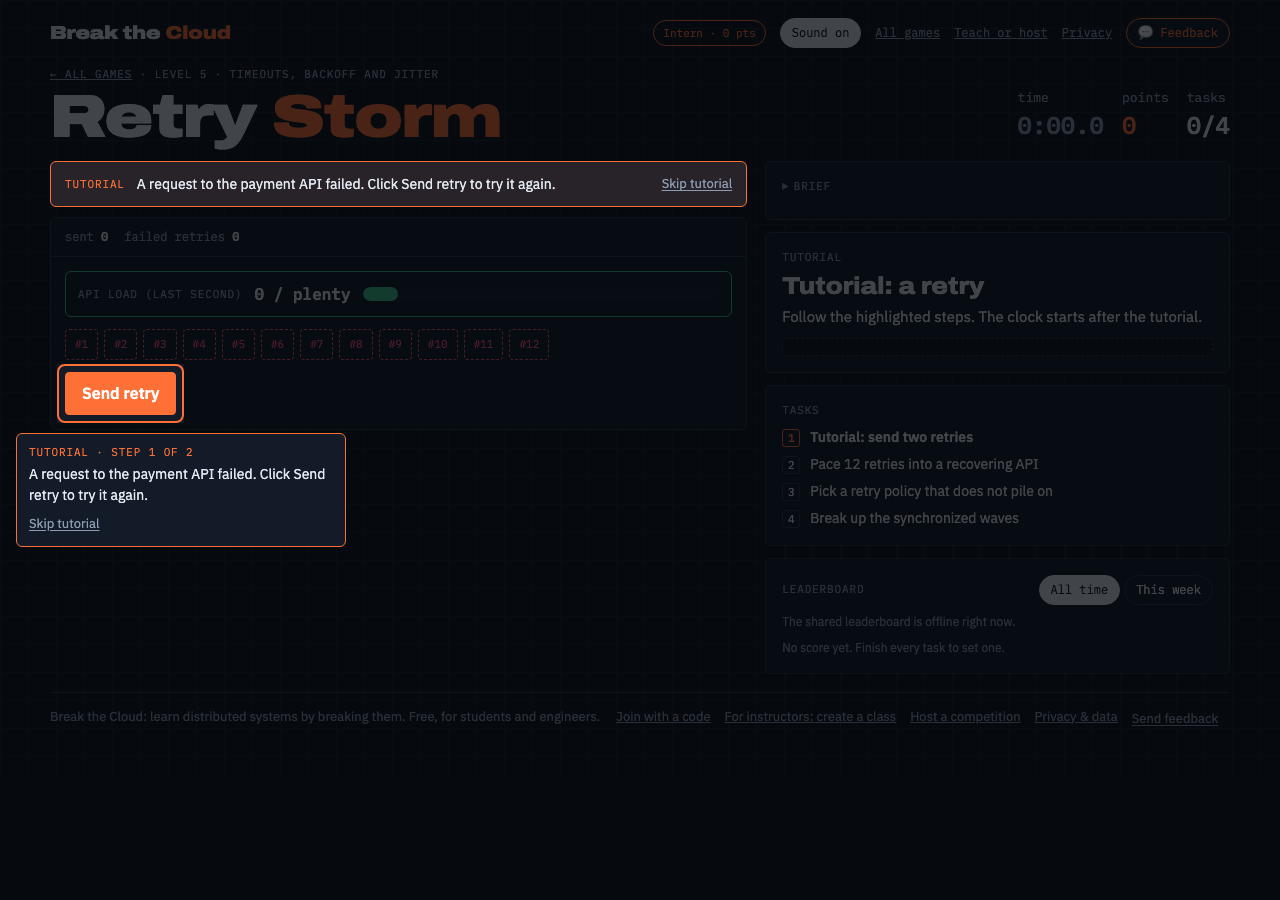 Break the Cloud
Intern · 0 pts
Sound on
All games
Teach or host
Privacy
💬 Feedback
← ALL GAMES · LEVEL 5 · TIMEOUTS, BACKOFF AND JITTER
Retry Storm
time
0:00.0
points
0
tasks
0/4
TUTORIAL A request to the payment API failed. Click Send retry to try it again. Skip tutorial
sent 0 failed retries 0
API LOAD (LAST SECOND) 0 / plenty
#1 #2 #3 #4 #5 #6 #7 #8 #9 #10 #11 #12
Send retry
TUTORIAL · STEP 1 OF 2
A request to the payment API failed. Click Send
retry to try it again.
Skip tutorial
▶ BRIEF
TUTORIAL
Tutorial: a retry
Follow the highlighted steps. The clock starts after the tutorial.
TASKS
1 Tutorial: send two retries
2 Pace 12 retries into a recovering API
3 Pick a retry policy that does not pile on
4 Break up the synchronized waves
LEADERBOARD
All time
This week
The shared leaderboard is offline right now.
No score yet. Finish every task to set one.
Break the Cloud: learn distributed systems by breaking them. Free, for students and engineers.
Join with a code
For instructors: create a class
Host a competition
Privacy & data
Send feedback